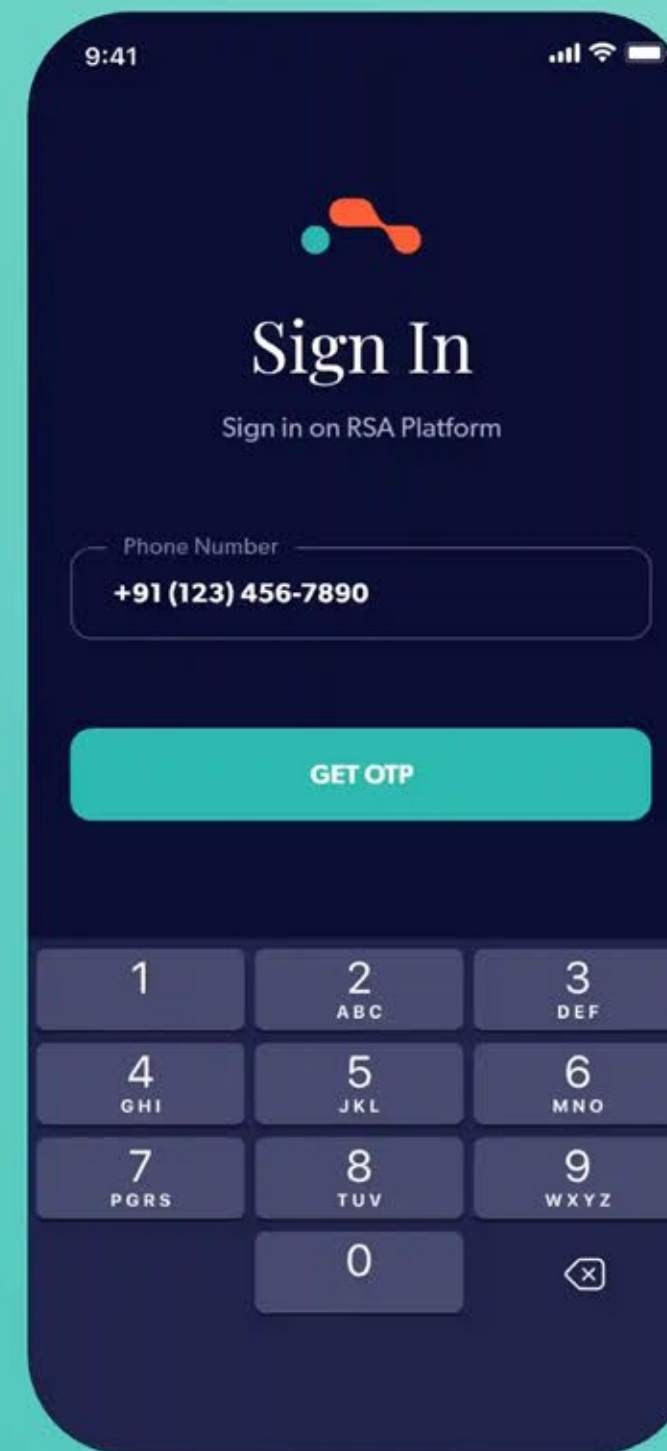 9:41
Sign In
Sign in on RSA Platform
Phone Number
+91 (123) 456-7890
GET OTP
1
2
ABC
3
DEF
4
GHI
5
JKL
6
MNO
7
PGRS
8
TUV
9
WXYZ
0